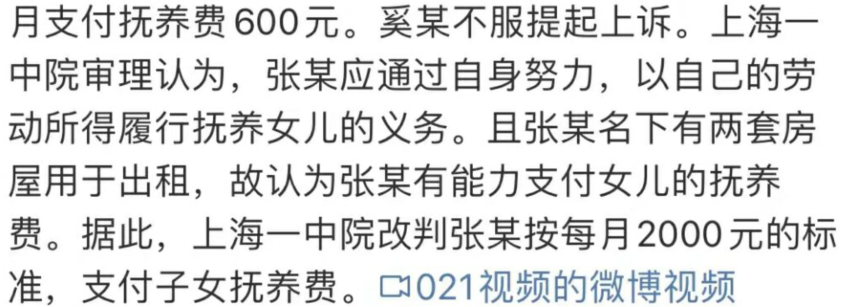 月支付抚养费600元。奚某不服提起上诉。上海一
中院审理认为，张某应通过自身努力，以自己的劳
动所得履行抚养女儿的义务。且张某名下有两套房
屋用于出租，故认为张某有能力支付女儿的抚养
费。据此，上海一中院改判张某按每月2000元的标
准，支付子女抚养费。021视频的微博视频